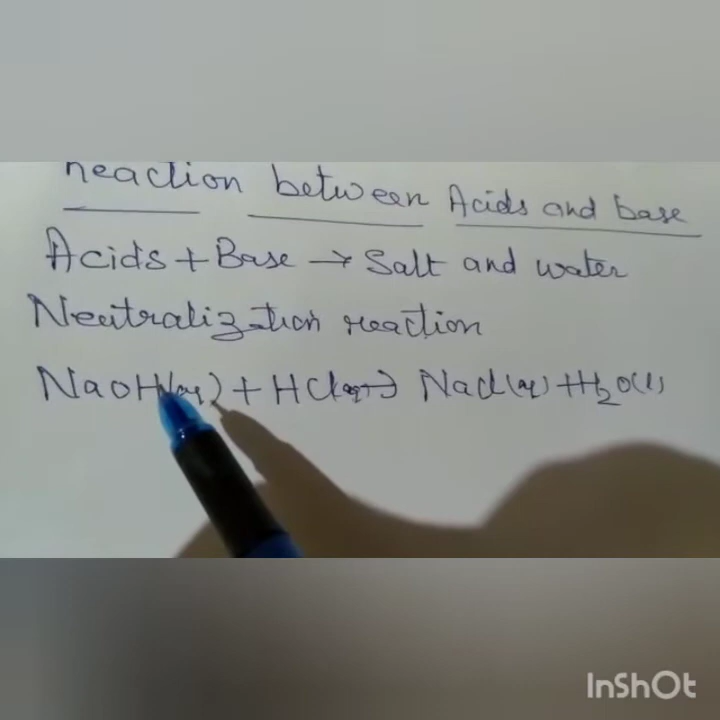 Reaction between Acids and base
Acids + Base → Salt and water
Neutralization reaction
NaOH(aq) + HCl(aq) → NaCl(aq) + H₂O(l)
InShOt